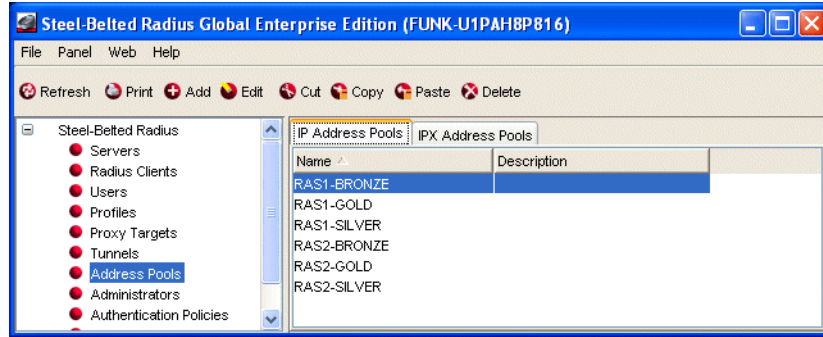 Steel-Belted Radius Global Enterprise Edition (FUNK-U1PAH8P816)
File Panel Web Help
Refresh Print Add Edit Cut Copy Paste Delete
Steel-Belted Radius
Servers
Radius Clients
Users
Profiles
Proxy Targets
Tunnels
Address Pools
Administrators
Authentication Policies
IP Address Pools IPX Address Pools
Name Description
RAS1-BRONZE
RAS1-GOLD
RAS1-SILVER
RAS2-BRONZE
RAS2-GOLD
RAS2-SILVER